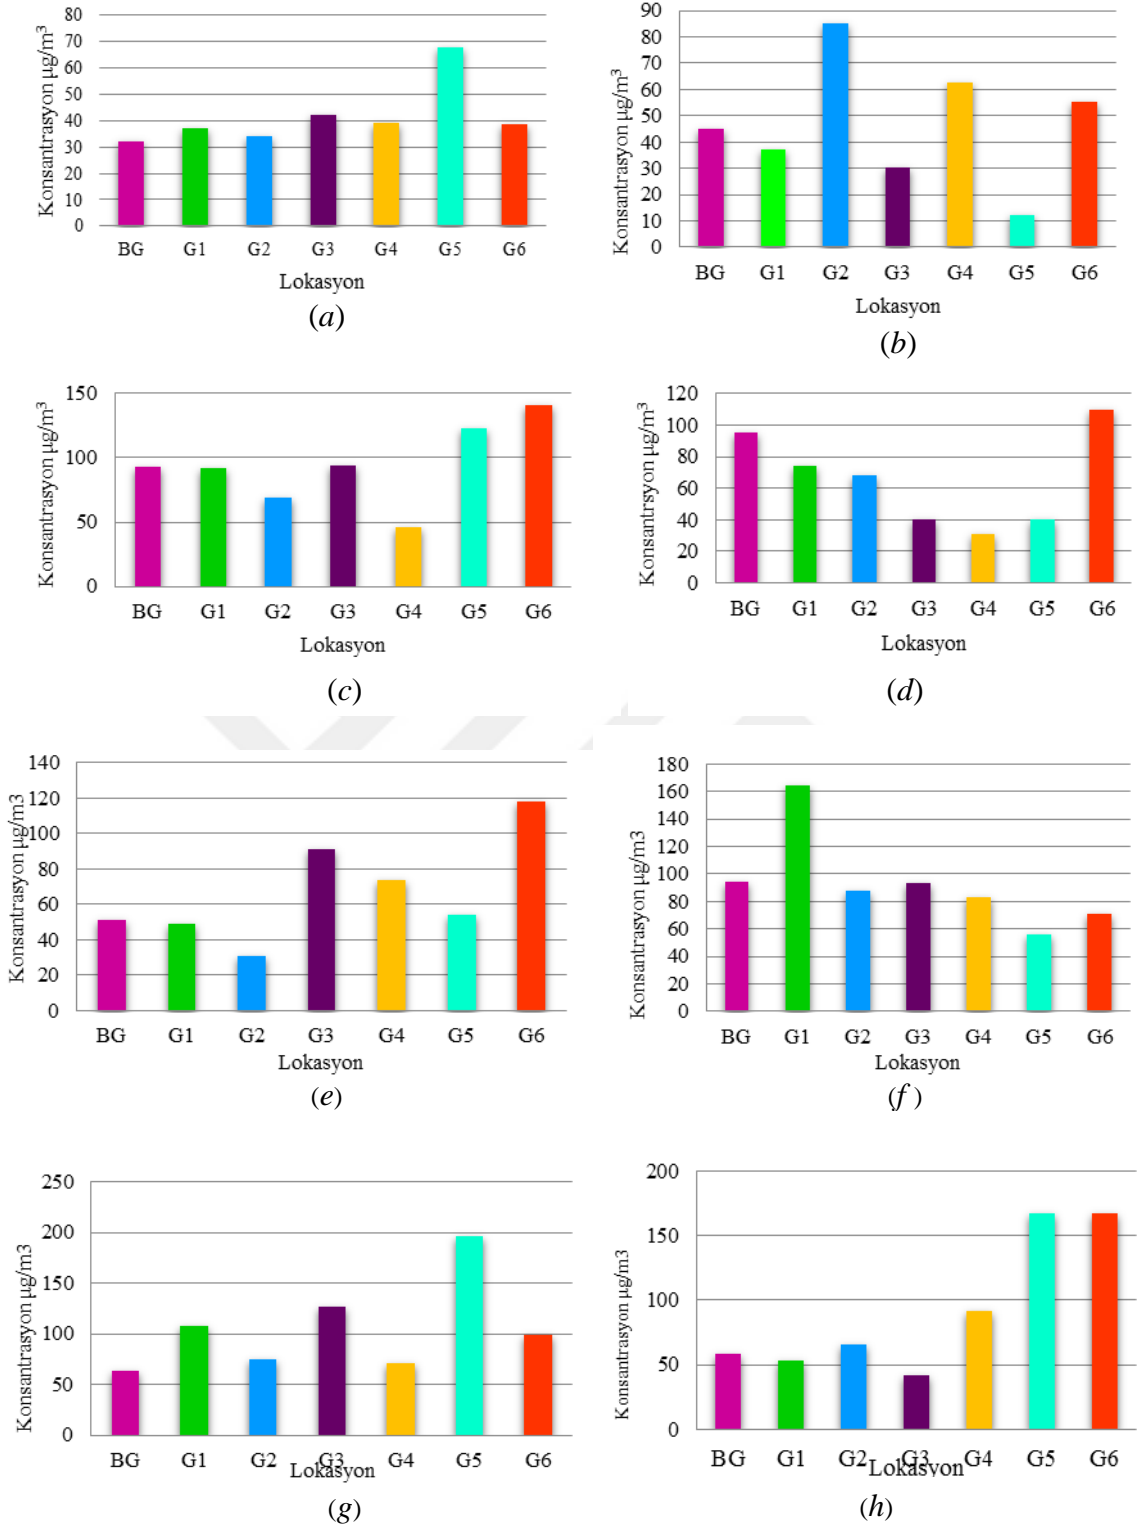 80
70
60
50
40
30
20
10
0
Konsantrasyon µg/m³
BG G1 G2 G3 G4 G5 G6
Lokasyon
(a)
90
80
70
60
50
40
30
20
10
0
Konsantrasyon µg/m³
BG G1 G2 G3 G4 G5 G6
Lokasyon
(b)
150
100
50
0
Konsantrasyon µg/m³
BG G1 G2 G3 G4 G5 G6
Lokasyon
(c)
120
100
80
60
40
20
0
Konsantrsyon µg/m³
BG G1 G2 G3 G4 G5 G6
Lokasyon
(d)
140
120
100
80
60
40
20
0
Konsantrasyon µg/m3
BG G1 G2 G3 G4 G5 G6
Lokasyon
(e)
180
160
140
120
100
80
60
40
20
0
Konsantrasyon µg/m3
BG G1 G2 G3 G4 G5 G6
Lokasyon
(f )
250
200
150
100
50
0
Konsantrasyon µg/m3
BG G1 G2 G3 G4 G5 G6
Lokasyon
(g)
200
150
100
50
0
Konsantrasyon µg/m3
BG G1 G2 G3 G4 G5 G6
Lokasyon
(h)